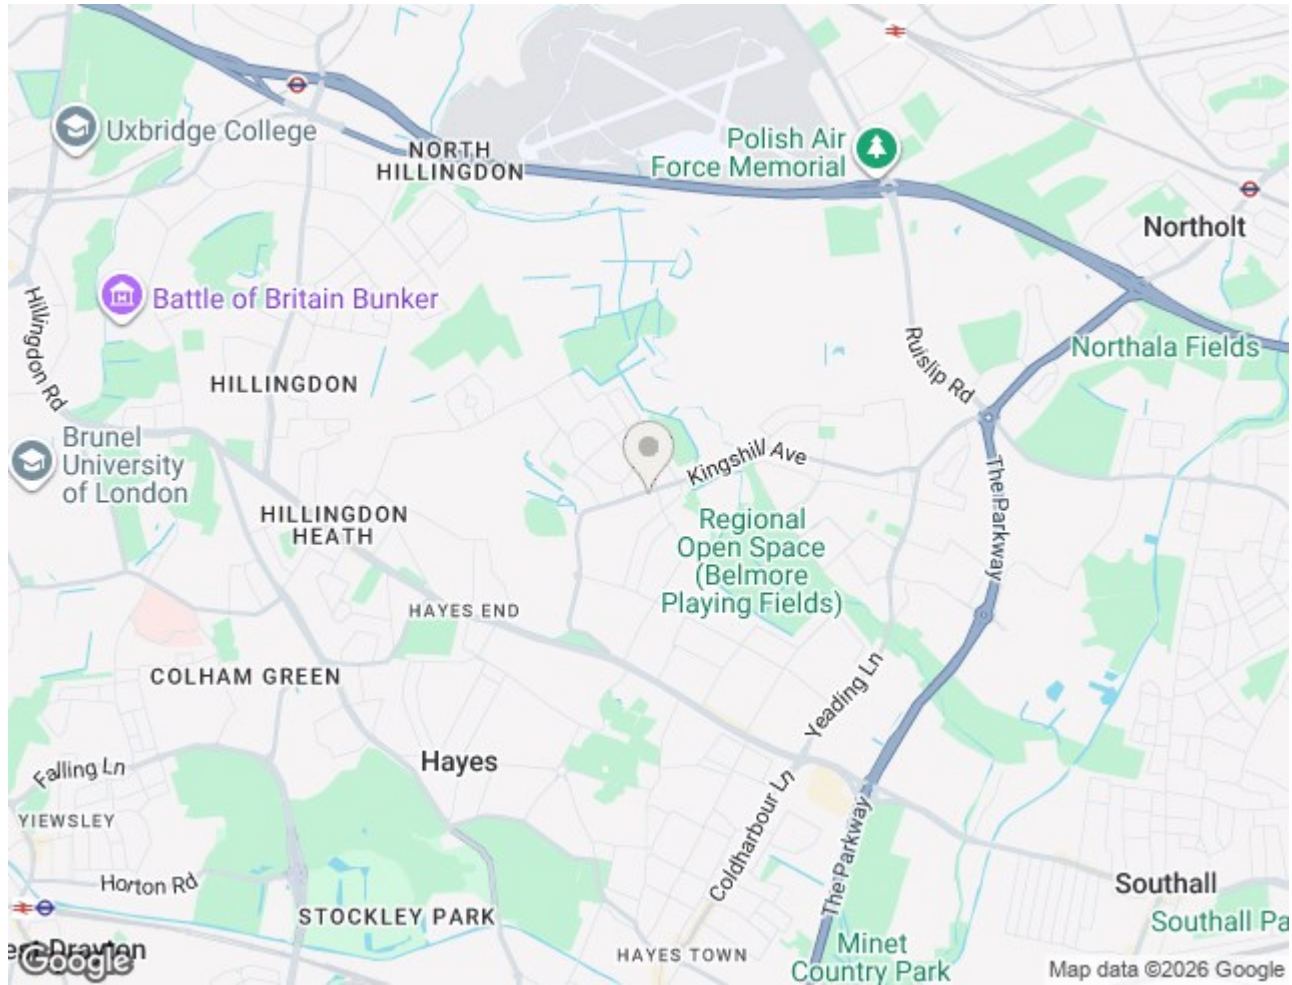 Uxbridge College
NORTH
HILLINGDON
Polish Air
Force Memorial
Northolt
Battle of Britain Bunker
Hillingdon Rd
Ruislip Rd
Northala Fields
HILLINGDON
Brunel
University
of London
Kingshill Ave
The Parkway
HILLINGDON
HEATH
Regional
Open Space
(Belmore
Playing Fields)
HAYES END
COLHAM GREEN
Yeading Ln
Hayes
Falling Ln
YIEWSLEY
Coldharbour Ln
The Parkway
Horton Rd
Southall
STOCKLEY PARK
Southall Pa
Drayton
HAYES TOWN
Minet
Country Park
Google
Map data ©2026 Google